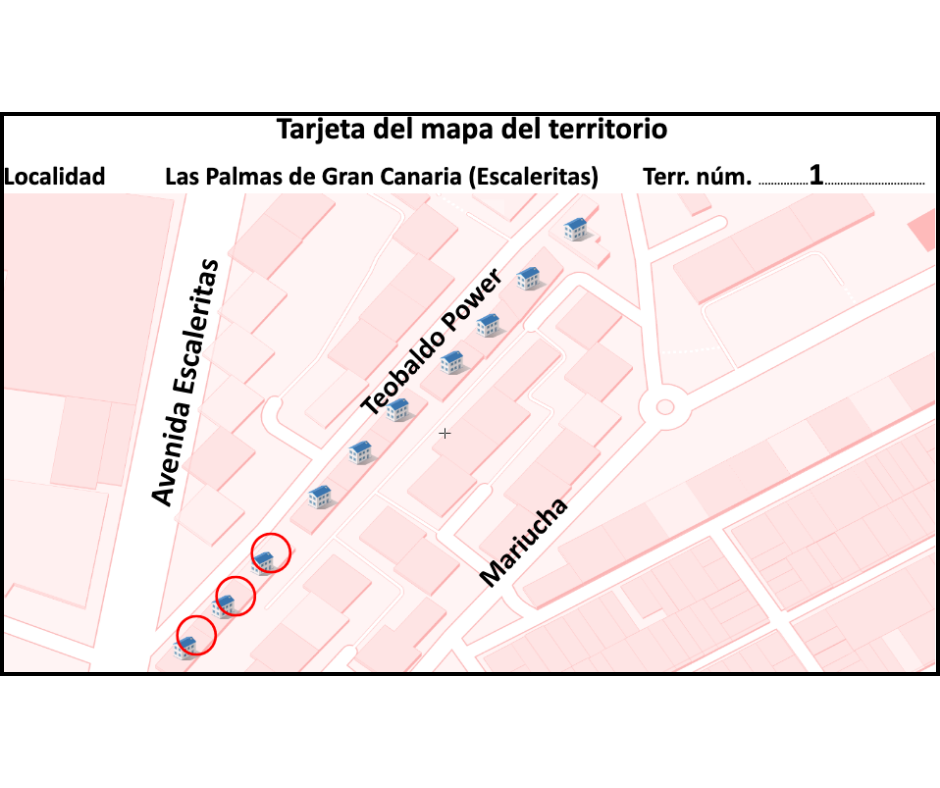 Tarjeta del mapa del territorio
Localidad Las Palmas de Gran Canaria (Escaleritas) Terr. núm. ............1..........................
Avenida Escaleritas
Teobaldo Power
Mariucha